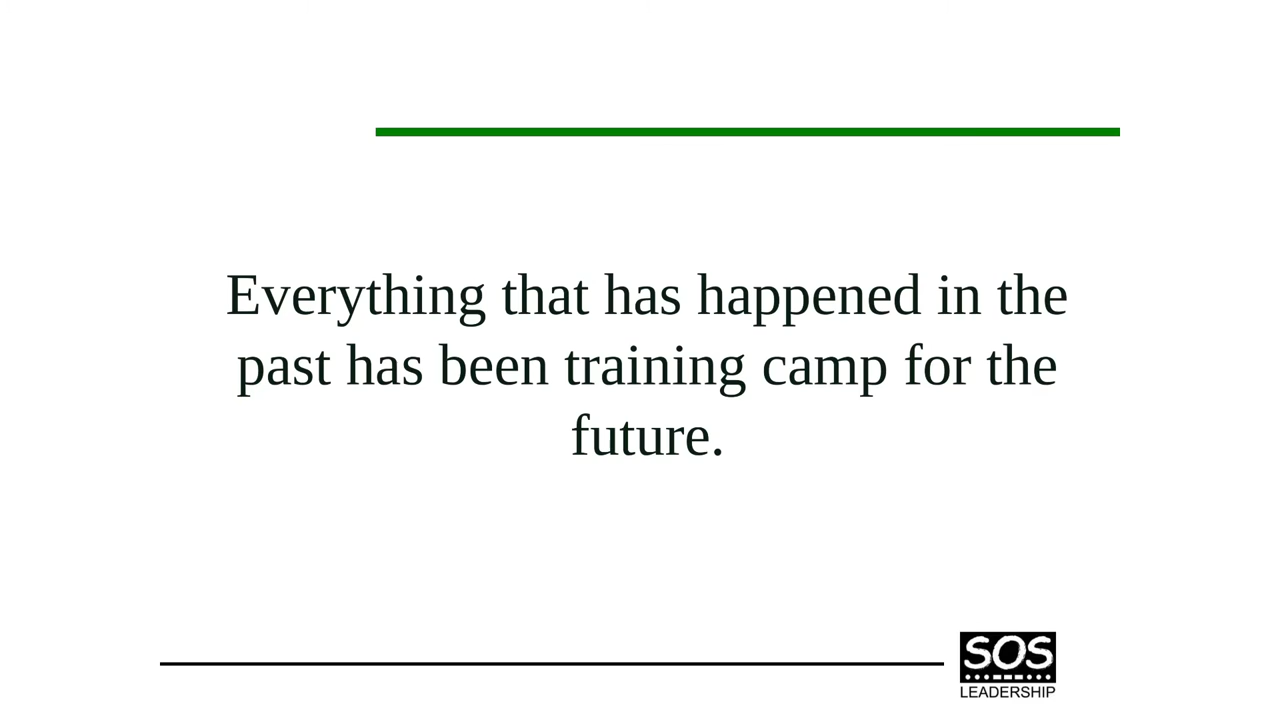 Everything that has happened in the
past has been training camp for the
future.
SOS
LEADERSHIP